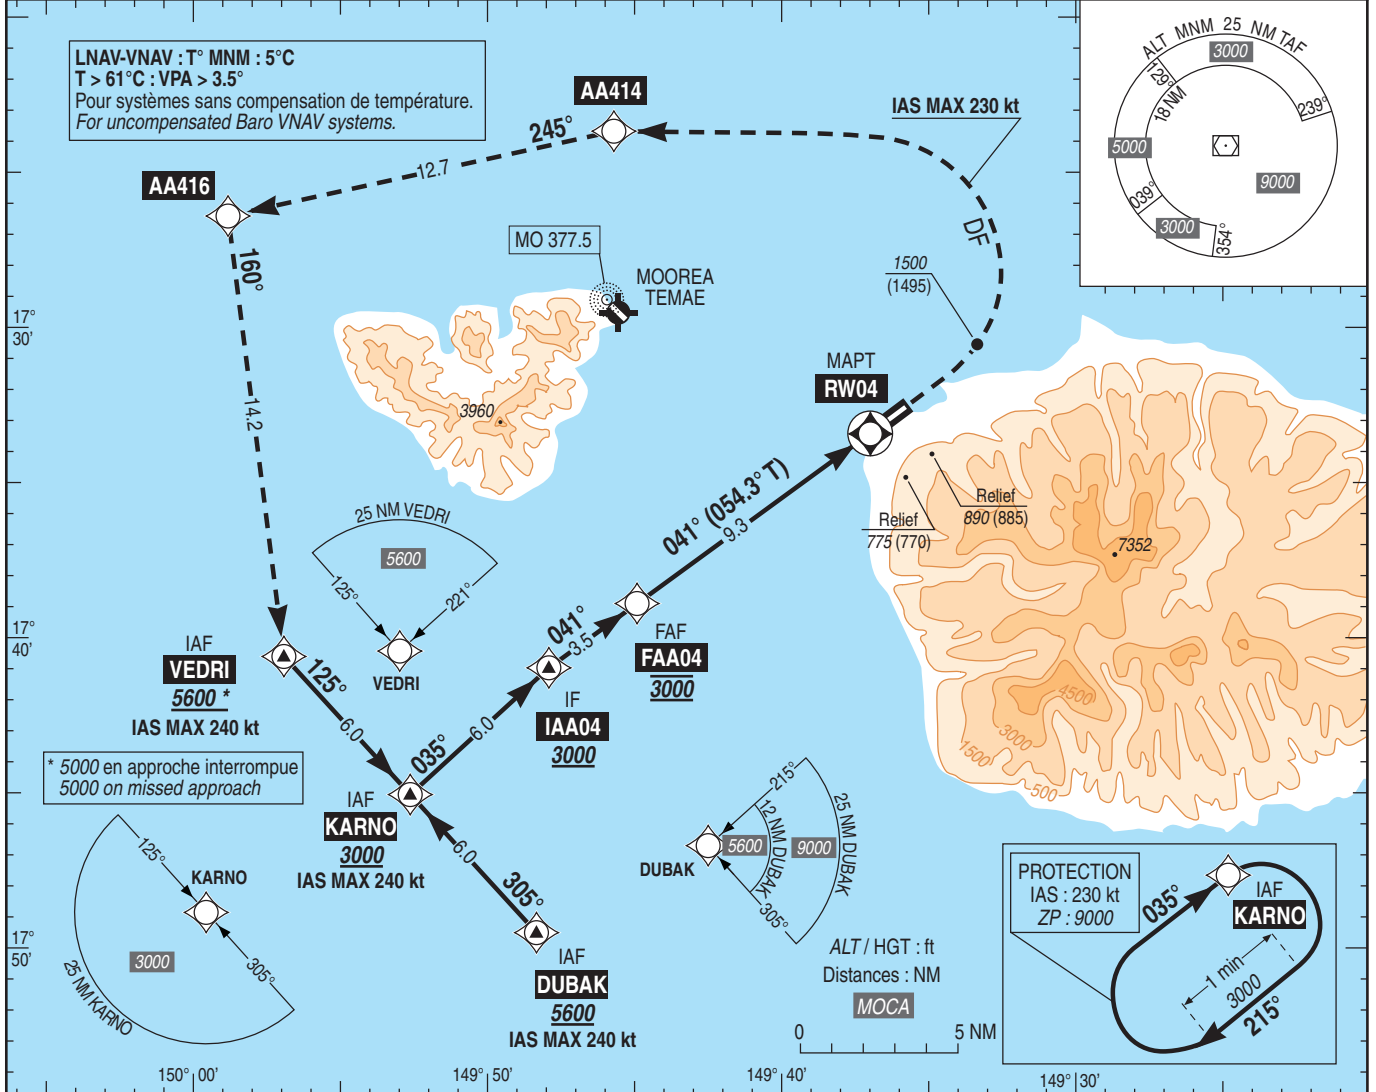 LNAV-VNAV : T° MNM : 5°C
T > 61°C : VPA > 3.5°
Pour systèmes sans compensation de température.
For uncompensated Baro VNAV systems.
AA414
245°
12.7
AA416
160°
14.2
IAS MAX 230 kt
DF
1500
(1495)
ALT MNM 25 NM TAF
3000
129°
18 NM
239°
5000
9000
039°
3000
354°
MO 377.5
MOOREA
TEMAE
3960
17°
30'
MAPT
RW04
Relief
890 (885)
Relief
775 (770)
7352
4500
3000
1500
500
041° (054.3° T)
9.3
25 NM VEDRI
5600
125°
221°
VEDRI
17°
40'
IAF
VEDRI
5600 *
IAS MAX 240 kt
125°
6.0
041°
3.5
FAF
FAA04
3000
IF
IAA04
3000
035°
6.0
* 5000 en approche interrompue
5000 on missed approach
IAF
KARNO
3000
IAS MAX 240 kt
6.0
305°
IAF
DUBAK
5600
IAS MAX 240 kt
125°
KARNO
3000
305°
25 NM KARNO
17°
50'
DUBAK
215°
12 NM DUBAK
5600
9000
25 NM DUBAK
305°
ALT / HGT : ft
Distances : NM
MOCA
0
5 NM
PROTECTION
IAS : 230 kt
ZP : 9000
035°
IAF
KARNO
1 min
3000
215°
150° 00'
149° 50'
149° 40'
149° 30'